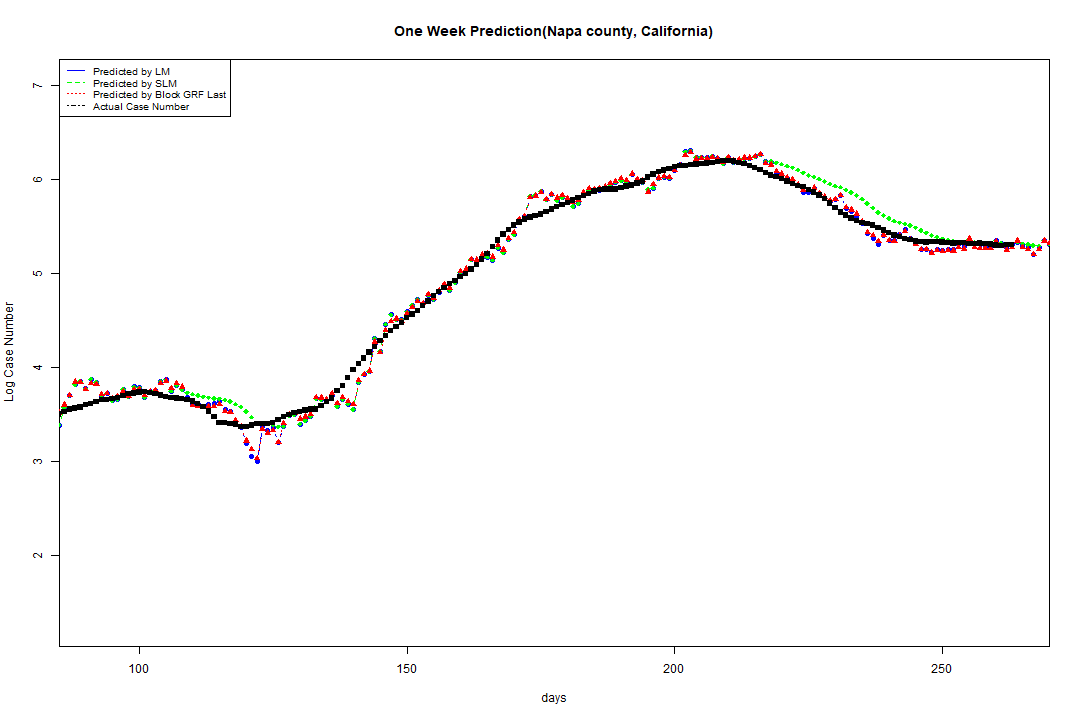 One Week Prediction(Napa county, California)
Predicted by LM
Predicted by SLM
Predicted by Block GRF Last
Actual Case Number
7
6
5
4
3
2
Log Case Number
100 150 200 250
days